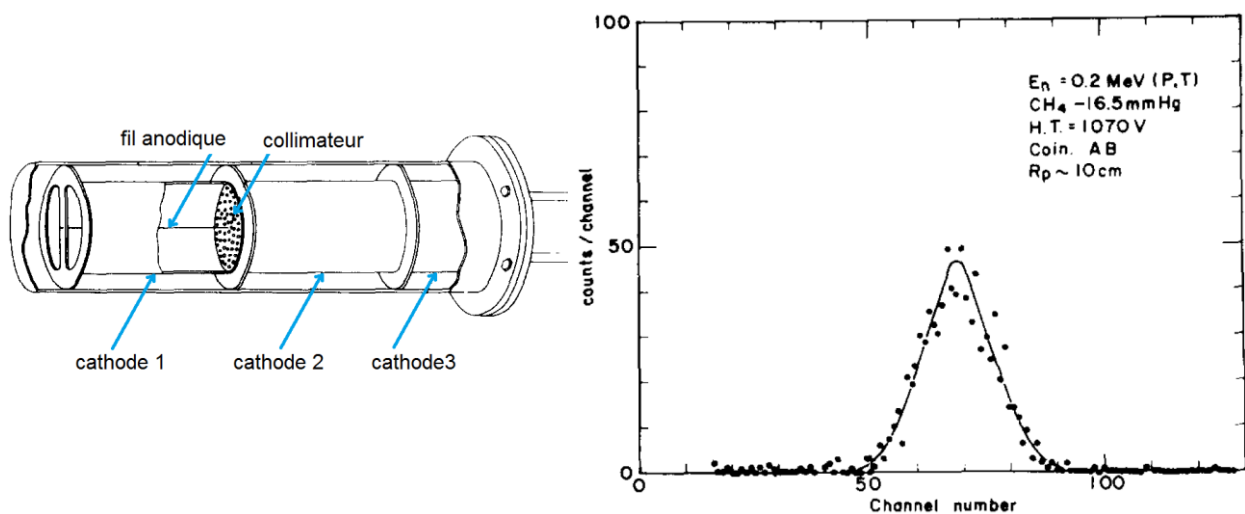 fil anodique
collimateur
cathode 1
cathode 2
cathode3
100
50
0
counts/channel
En = 0.2 MeV (P,T)
CH4 -16.5mmHg
H.T. = 1070 V
Coin. AB
Rp ~ 10cm
0
50
100
Channel number